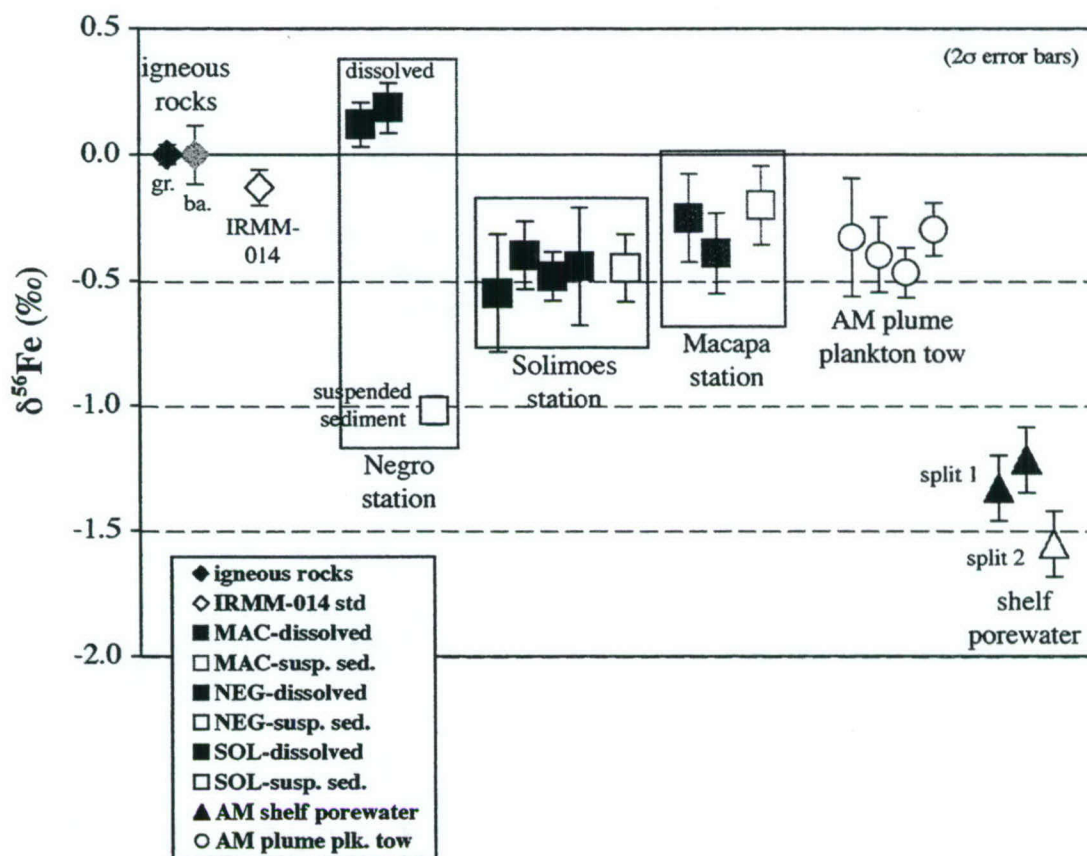 0.5
(2σ error bars)
igneous
rocks
dissolved
0.0
gr.
ba.
IRMM-
014
-0.5
AM plume
plankton tow
Macapa
station
Solimoes
station
δ⁵⁶Fe (‰)
-1.0
suspended
sediment
Negro
station
split 1
-1.5
split 2
shelf
porewater
-2.0
igneous rocks
IRMM-014 std
MAC-dissolved
MAC-susp. sed.
NEG-dissolved
NEG-susp. sed.
SOL-dissolved
SOL-susp. sed.
AM shelf porewater
AM plume plk. tow